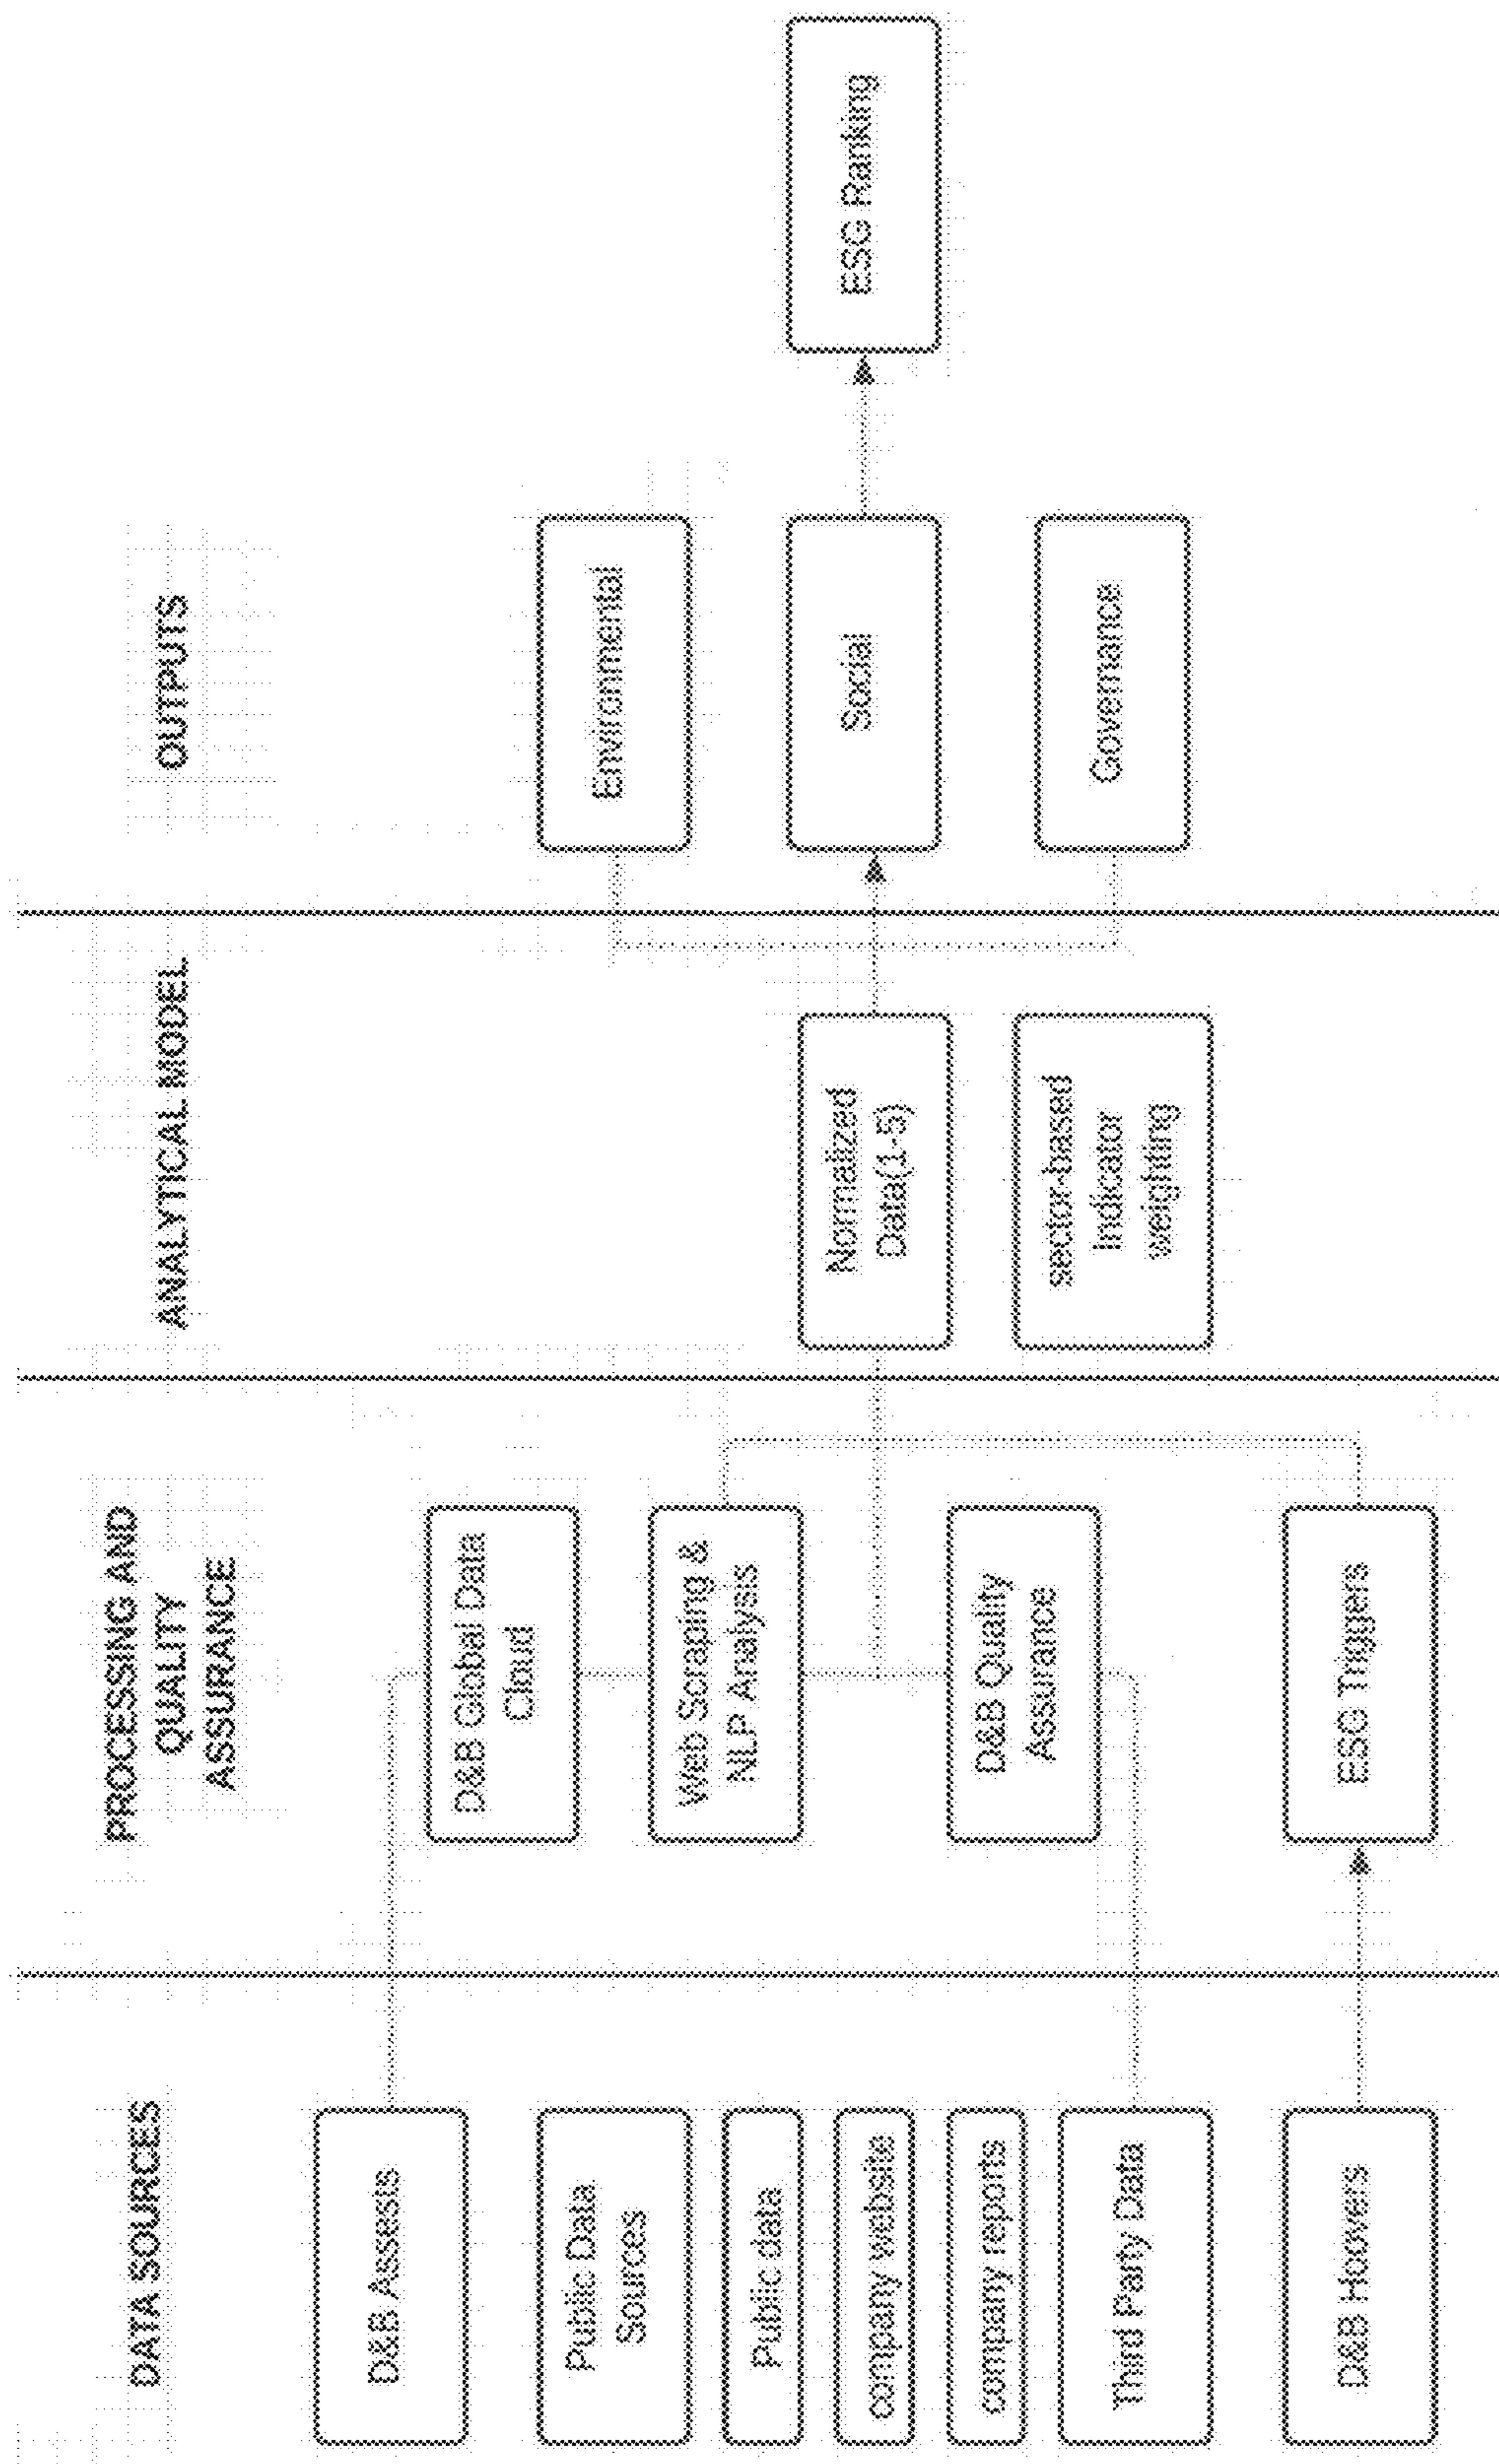 DATA SOURCES
D&B Assests
Public Data
Sources
Public data
company website
company reports
Third Party Data
D&B Hoovers
PROCESSING AND
QUALITY
ASSURANCE
D&B Global Data
Cloud
Web Scraping &
NLP Analysis
D&B Quality
Assurance
ESG Triggers
ANALYTICAL MODEL
Normalized
Data(1-5)
sector-based
Indicator
weighting
OUTPUTS
Environmental
Social
Governance
ESG Ranking